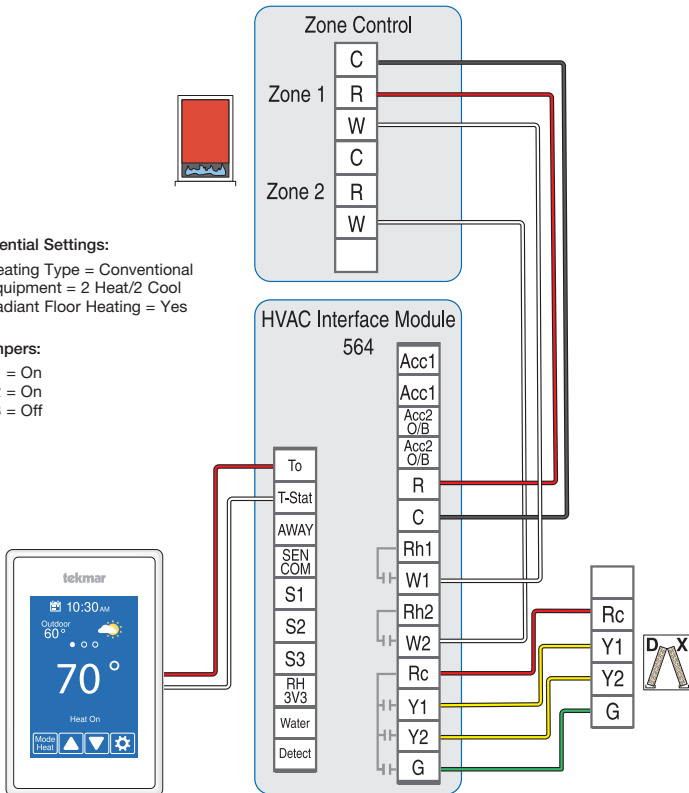 Zone Control
C
Zone 1 R
W
C
Zone 2 R
W
ential Settings:
eating Type = Conventional
quipment = 2 Heat/2 Cool
adiant Floor Heating = Yes
mpers:
= On
= On
= Off
HVAC Interface Module
564
Acc1
Acc1
Acc2
O/B
Acc2
O/B
R
C
Rh1
W1
Rh2
W2
Rc
Y1
Y2
G
To
T-Stat
AWAY
SEN
COM
S1
S2
S3
RH
3V3
Water
Detect
tekmar
10:30 AM
Outdoor
60°
70°
Heat On
Mode
Heat
Rc
Y1
Y2
G
D X